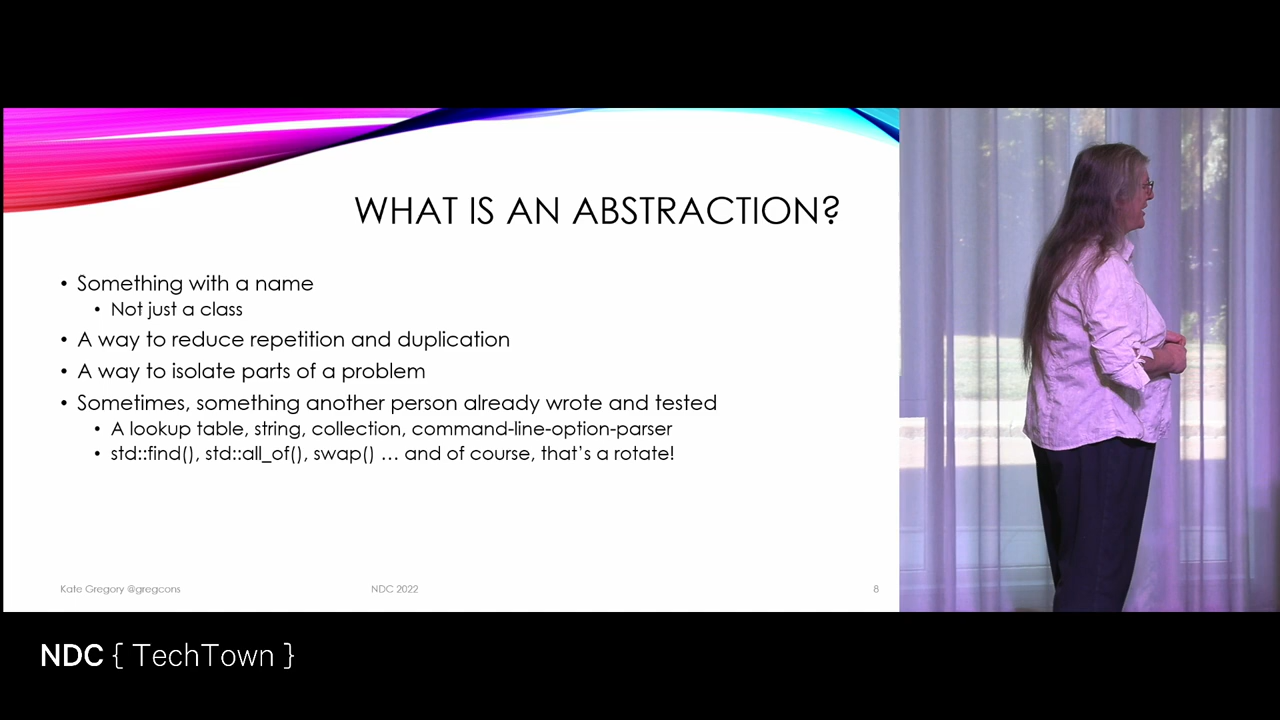 WHAT IS AN ABSTRACTION?
• Something with a name
• Not just a class
• A way to reduce repetition and duplication
• A way to isolate parts of a problem
• Sometimes, something another person already wrote and tested
• A lookup table, string, collection, command-line-option-parser
• std::find(), std::all_of(), swap() … and of course, that’s a rotate!
Kate Gregory @gregcons NDC 2022 8
NDC { TechTown }